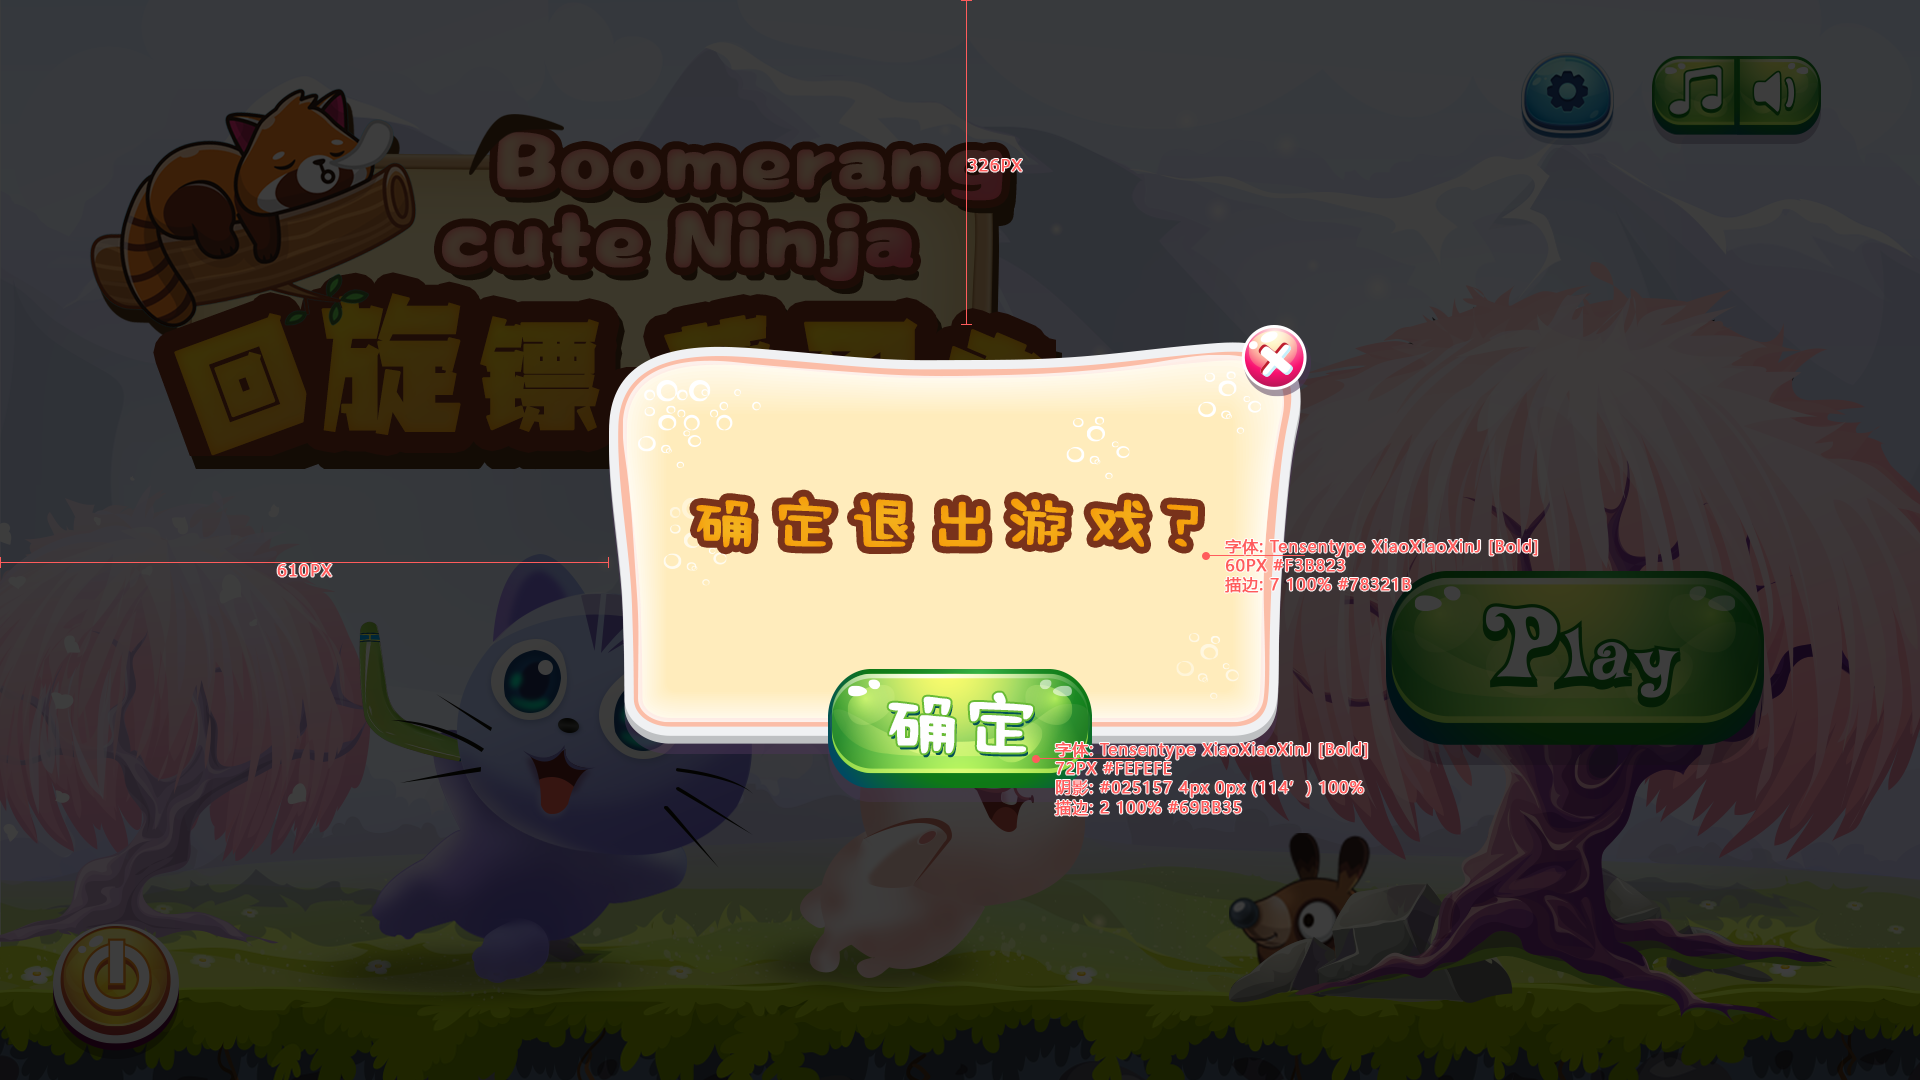 Boomerang
cute Ninja
回旋镖
326PX
确定退出游戏?
610PX
字体: Tensentype XiaoXiaoXinJ [Bold]
60PX #F3B823
描边: 7 100% #78321B
Play
确定
字体: Tensentype XiaoXiaoXinJ [Bold]
72PX #FEFEFE
阴影: #025157 4px 0px (114′) 100%
描边: 2 100% #69BB35